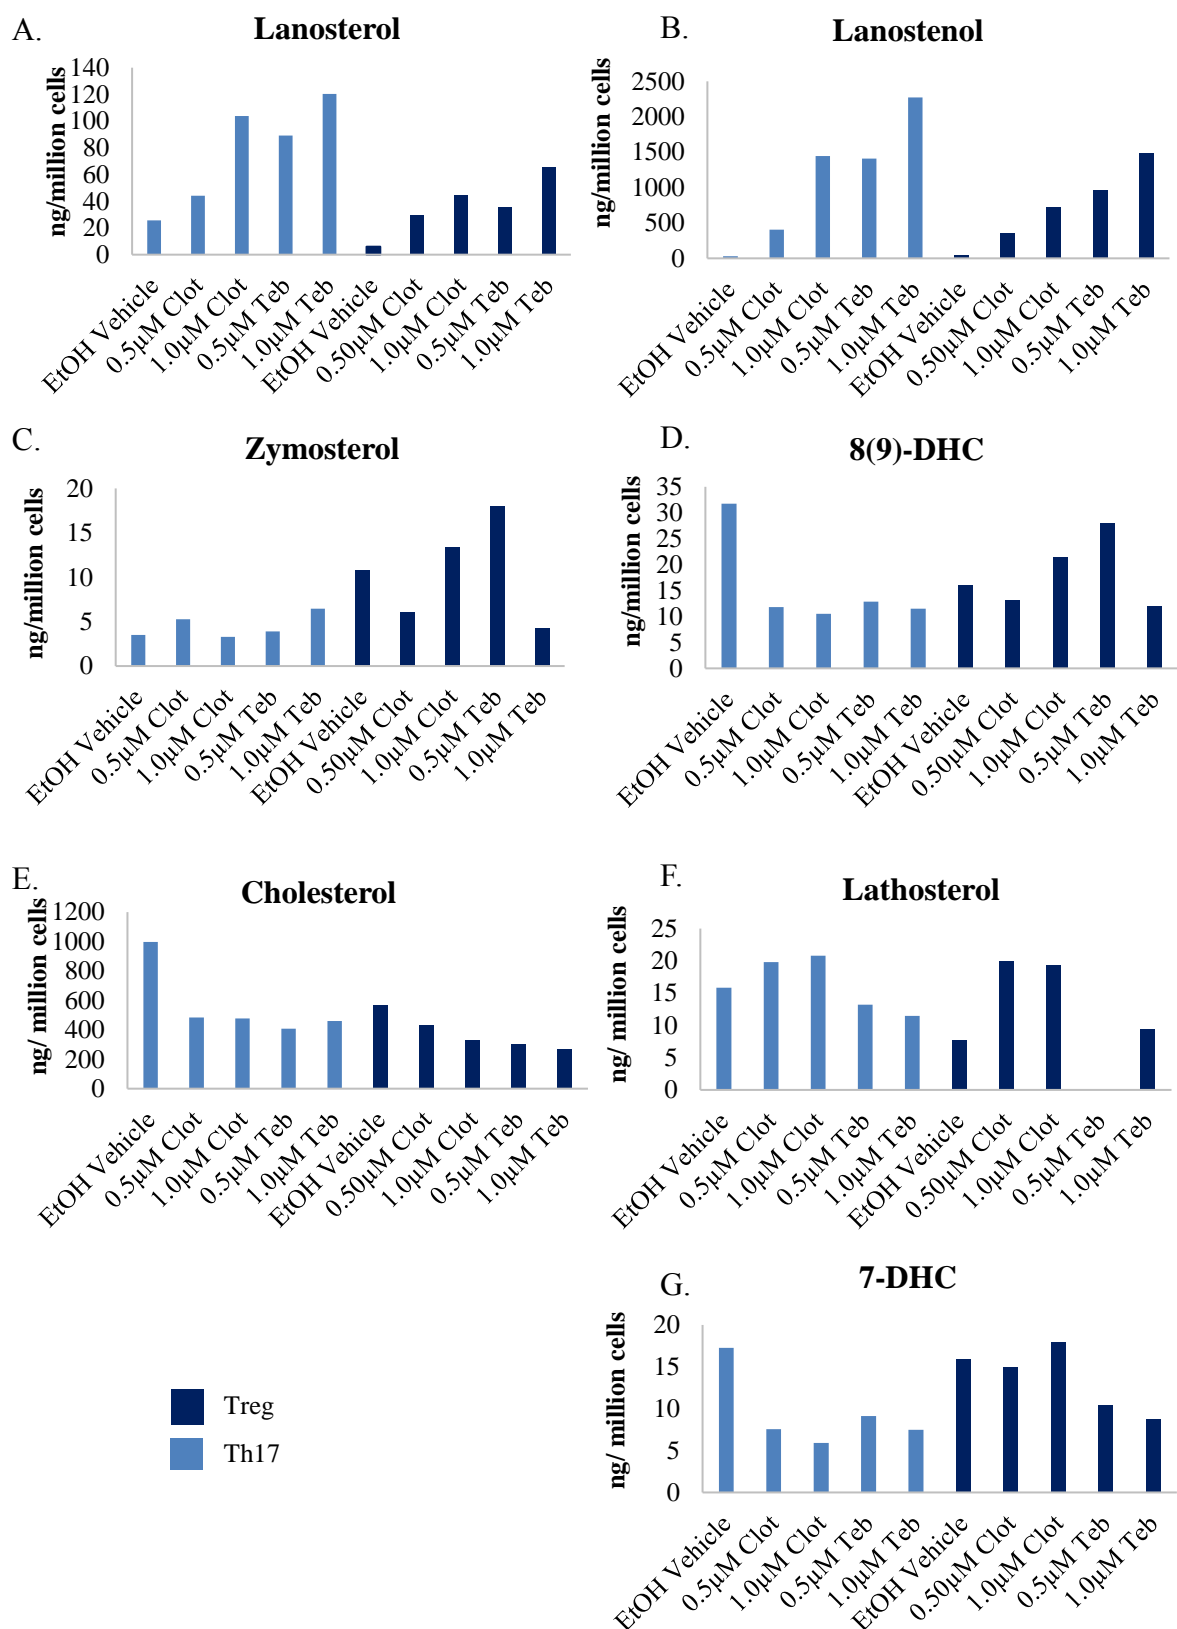 A.
Lanosterol
ng/million cells
140
120
100
80
60
40
20
0
EtOH Vehicle
0.5µM Clot
1.0µM Clot
0.5µM Teb
1.0µM Teb
EtOH Vehicle
0.50µM Clot
1.0µM Clot
0.5µM Teb
1.0µM Teb
B.
Lanostenol
ng/million cells
2500
2000
1500
1000
500
0
EtOH Vehicle
0.5µM Clot
1.0µM Clot
0.5µM Teb
1.0µM Teb
EtOH Vehicle
0.50µM Clot
1.0µM Clot
0.5µM Teb
1.0µM Teb
C.
Zymosterol
ng/million cells
20
15
10
5
0
EtOH Vehicle
0.5µM Clot
1.0µM Clot
0.5µM Teb
1.0µM Teb
EtOH Vehicle
0.50µM Clot
1.0µM Clot
0.5µM Teb
1.0µM Teb
D.
8(9)-DHC
ng/million cells
35
30
25
20
15
10
5
0
EtOH Vehicle
0.5µM Clot
1.0µM Clot
0.5µM Teb
1.0µM Teb
EtOH Vehicle
0.50µM Clot
1.0µM Clot
0.5µM Teb
1.0µM Teb
E.
Cholesterol
ng/ million cells
1200
1000
800
600
400
200
0
EtOH Vehicle
0.5µM Clot
1.0µM Clot
0.5µM Teb
1.0µM Teb
EtOH Vehicle
0.50µM Clot
1.0µM Clot
0.5µM Teb
1.0µM Teb
F.
Lathosterol
ng/ million cells
25
20
15
10
5
0
EtOH Vehicle
0.5µM Clot
1.0µM Clot
0.5µM Teb
1.0µM Teb
EtOH Vehicle
0.50µM Clot
1.0µM Clot
0.5µM Teb
1.0µM Teb
G.
7-DHC
ng/ million cells
20
15
10
5
0
EtOH Vehicle
0.5µM Clot
1.0µM Clot
0.5µM Teb
1.0µM Teb
EtOH Vehicle
0.50µM Clot
1.0µM Clot
0.5µM Teb
1.0µM Teb
Treg
Th17